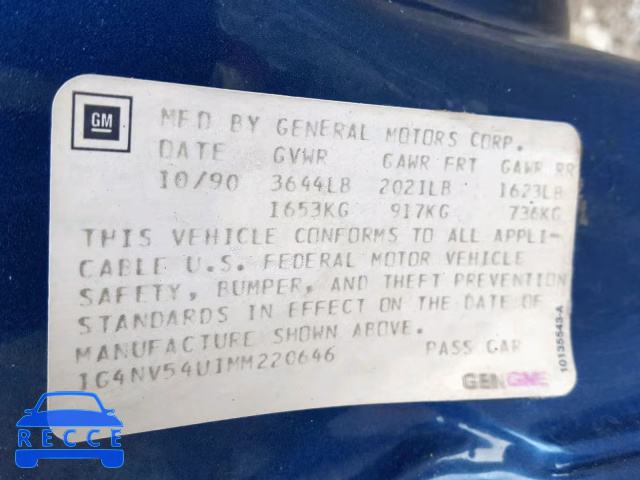 GM
MFD BY GENERAL MOTORS CORP.
DATE GVWR GAWR FRT GAWR RR
10/90 3644LB 2021LB 1623LB
1653KG 917KG 736KG
THIS VEHICLE CONFORMS TO ALL APPLI-
CABLE U.S. FEDERAL MOTOR VEHICLE
SAFETY, BUMPER, AND THEFT PREVENTION
STANDARDS IN EFFECT ON THE DATE OF
MANUFACTURE SHOWN ABOVE.
1G4NV54U1MM220646 PASS CAR
10135543-A
RECCE